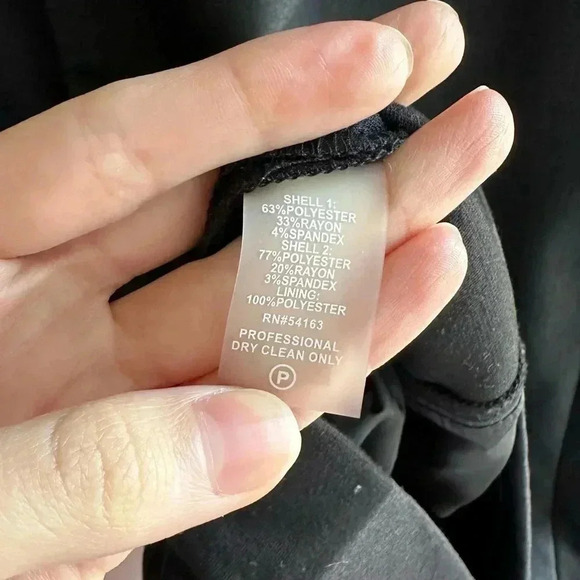 SHELL 1:
63%POLYESTER
33%RAYON
4%SPANDEX
SHELL 2:
77%POLYESTER
20%RAYON
3%SPANDEX
LINING:
100%POLYESTER
RN#54163
PROFESSIONAL
DRY CLEAN ONLY
P